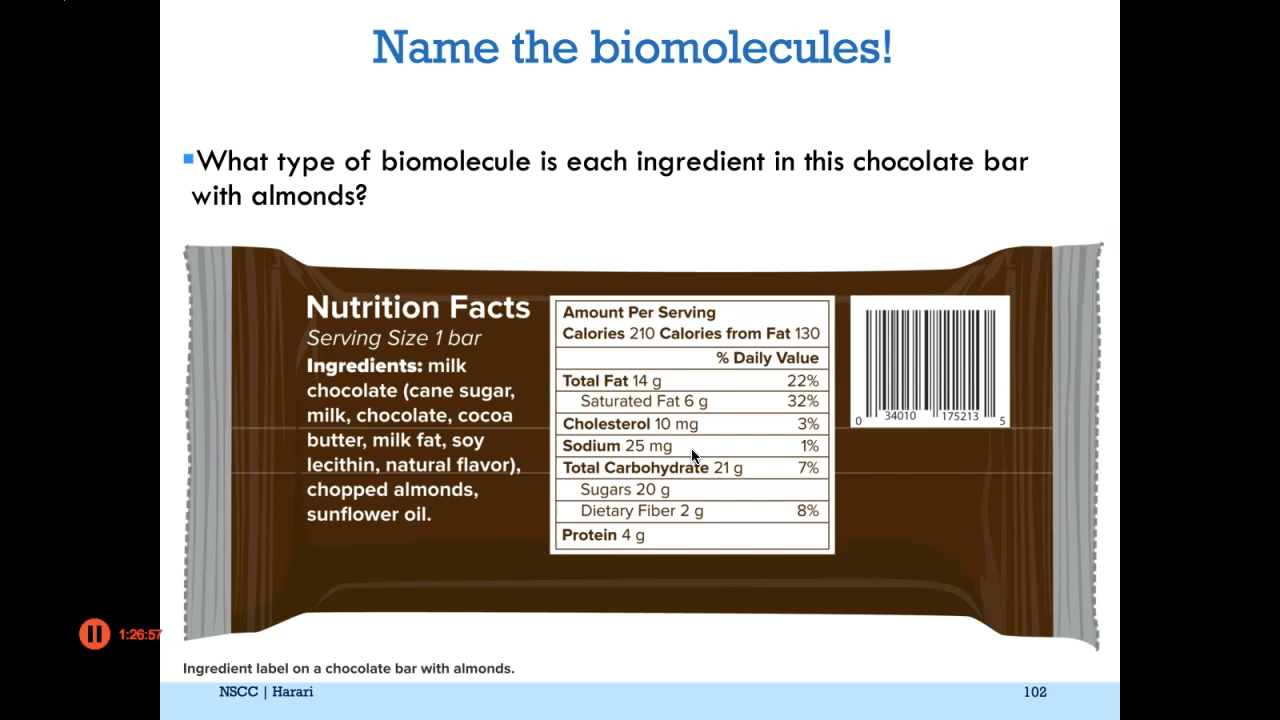 Name the biomolecules!
What type of biomolecule is each ingredient in this chocolate bar
with almonds?
Nutrition Facts
Serving Size 1 bar
Ingredients: milk
chocolate (cane sugar,
milk, chocolate, cocoa
butter, milk fat, soy
lecithin, natural flavor),
chopped almonds,
sunflower oil.
Amount Per Serving
Calories 210 Calories from Fat 130
% Daily Value
Total Fat 14 g 22%
Saturated Fat 6 g 32%
Cholesterol 10 mg 3%
Sodium 25 mg 1%
Total Carbohydrate 21 g 7%
Sugars 20 g
Dietary Fiber 2 g 8%
Protein 4 g
0 34010 175213 5
1:26:57
Ingredient label on a chocolate bar with almonds.
NSCC | Harari 102